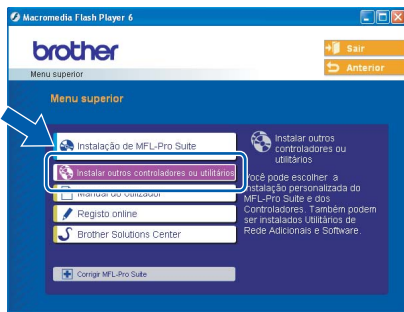 Macromedia Flash Player 6
brother
Sair
Anterior
Menu superior
Menu superior
Instalação de MFL-Pro Suite
Instalar outros controladores ou utilitários
Manual do Utilizador
Registo online
Brother Solutions Center
Corrigir MFL-Pro Suite
Instalar outros
controladores ou
utilitários
Você pode escolher a
instalação personalizada do
MFL-Pro Suite e dos
Controladores. Também podem
ser instalados Utilitários de
Rede Adicionais e Software.